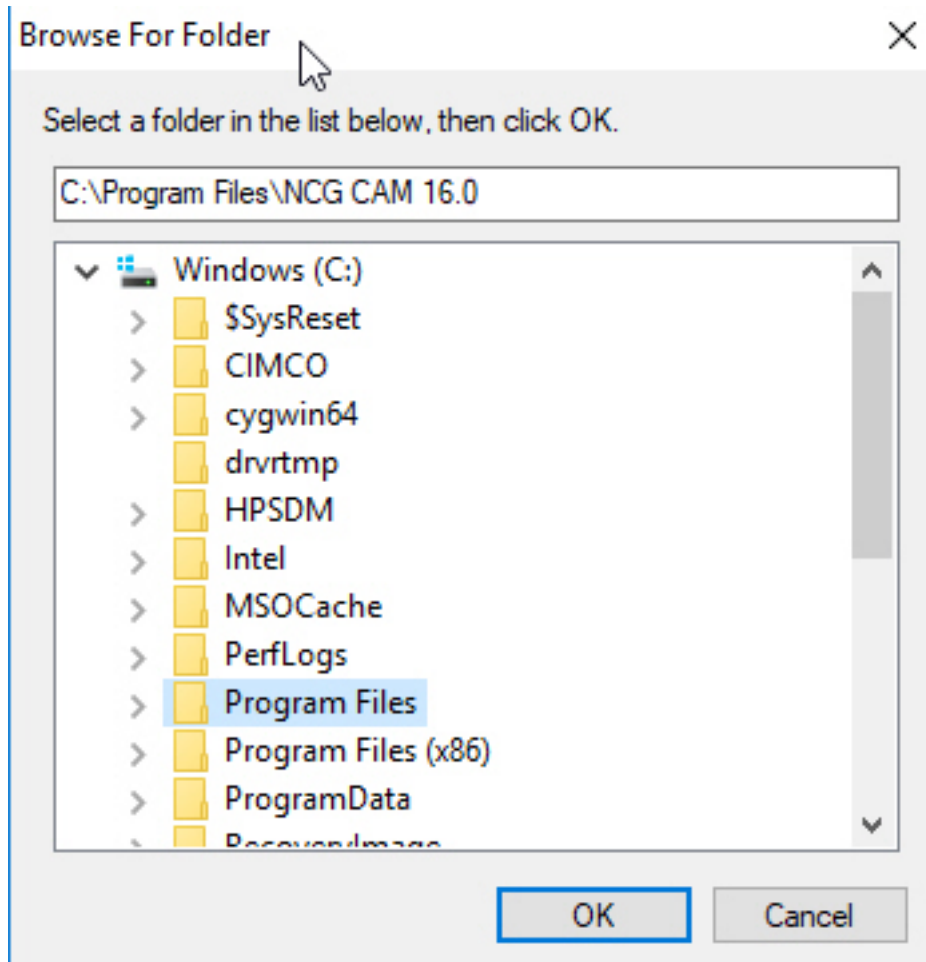 Browse For Folder
Select a folder in the list below, then click OK.
C:\Program Files\NCG CAM 16.0
Windows (C:)
$SysReset
CIMCO
cygwin64
drvrtmp
HPSDM
Intel
MSOCache
PerfLogs
Program Files
Program Files (x86)
ProgramData
RecoveryImage
OK Cancel